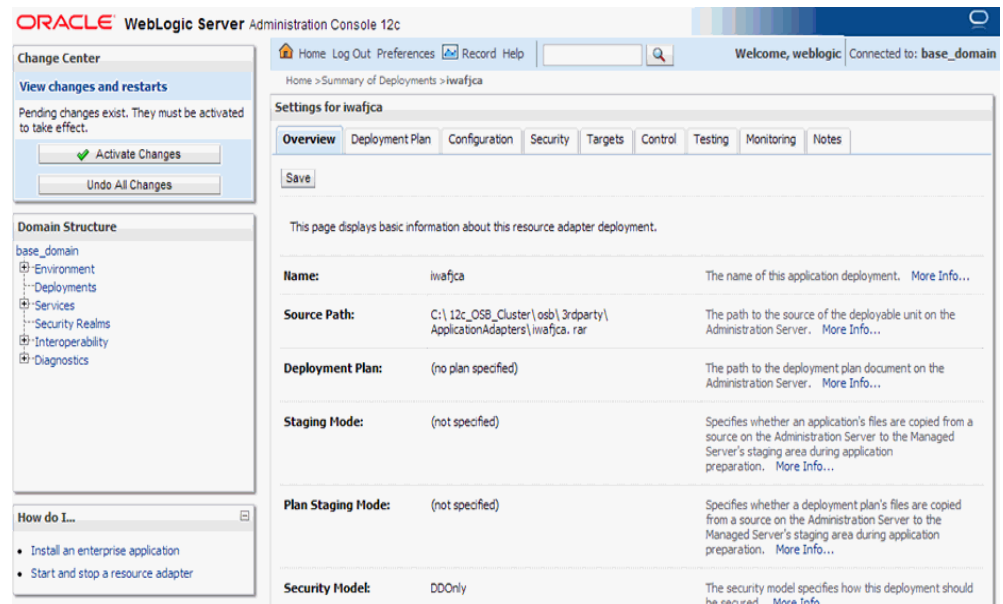 ORACLE WebLogic Server Administration Console 12c
Change Center
View changes and restarts
Pending changes exist. They must be activated
to take effect.
Activate Changes
Undo All Changes
Domain Structure
base_domain
Environment
Deployments
Services
Security Realms
Interoperability
Diagnostics
How do I...
Install an enterprise application
Start and stop a resource adapter
Home Log Out Preferences Record Help
Welcome, weblogic Connected to: base_domain
Home >Summary of Deployments >iwafjca
Settings for iwafjca
Overview Deployment Plan Configuration Security Targets Control Testing Monitoring Notes
Save
This page displays basic information about this resource adapter deployment.
Name: iwafjca The name of this application deployment. More Info...
Source Path: C:\ 12c_OSB_Cluster\ osb\ 3rdparty\ The path to the source of the deployable unit on the
ApplicationAdapters\ iwafjca. rar Administration Server. More Info...
Deployment Plan: (no plan specified) The path to the deployment plan document on the
Administration Server. More Info...
Staging Mode: (not specified) Specifies whether an application's files are copied from a
source on the Administration Server to the Managed
Server's staging area during application
preparation. More Info...
Plan Staging Mode: (not specified) Specifies whether a deployment plan's files are copied
from a source on the Administration Server to the
Managed Server's staging area during application
preparation. More Info...
Security Model: DDOnly The security model specifies how this deployment should
be secured. More Info...